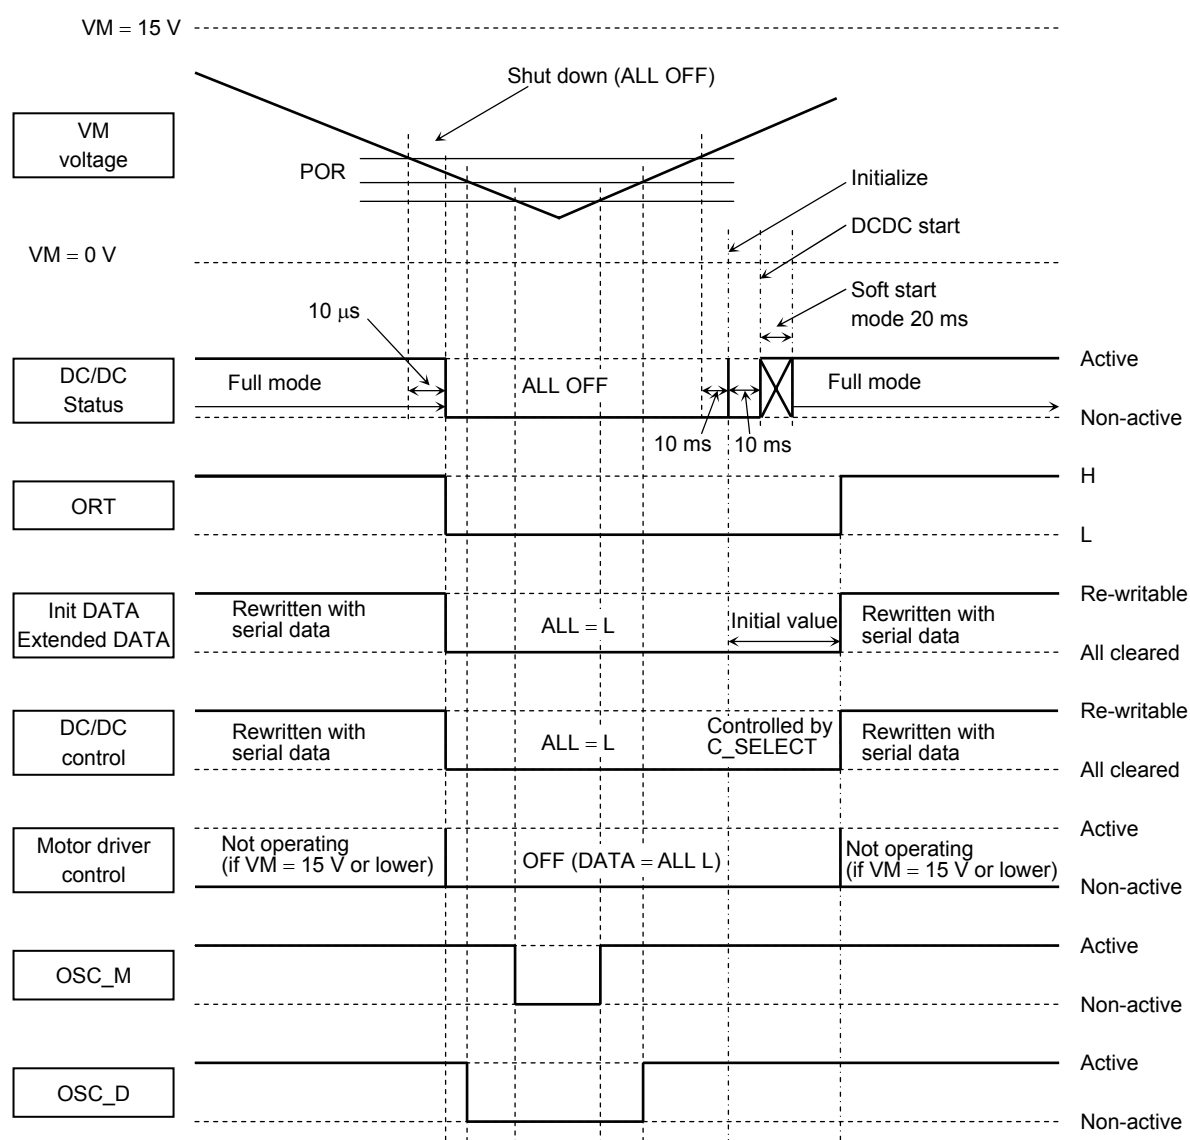 VM = 15 V
Shut down (ALL OFF)
VM
voltage
POR
Initialize
DCDC start
VM = 0 V
Soft start
mode 20 ms
10 μs
DC/DC
Status
Full mode
ALL OFF
Full mode
Active
Non-active
10 ms
10 ms
ORT
H
L
Init DATA
Extended DATA
Rewritten with
serial data
ALL = L
Initial value
Rewritten with
serial data
Re-writable
All cleared
DC/DC
control
Rewritten with
serial data
ALL = L
Controlled by
C_SELECT
Rewritten with
serial data
Re-writable
All cleared
Motor driver
control
Not operating
(if VM = 15 V or lower)
OFF (DATA = ALL L)
Not operating
(if VM = 15 V or lower)
Active
Non-active
OSC_M
Active
Non-active
OSC_D
Active
Non-active